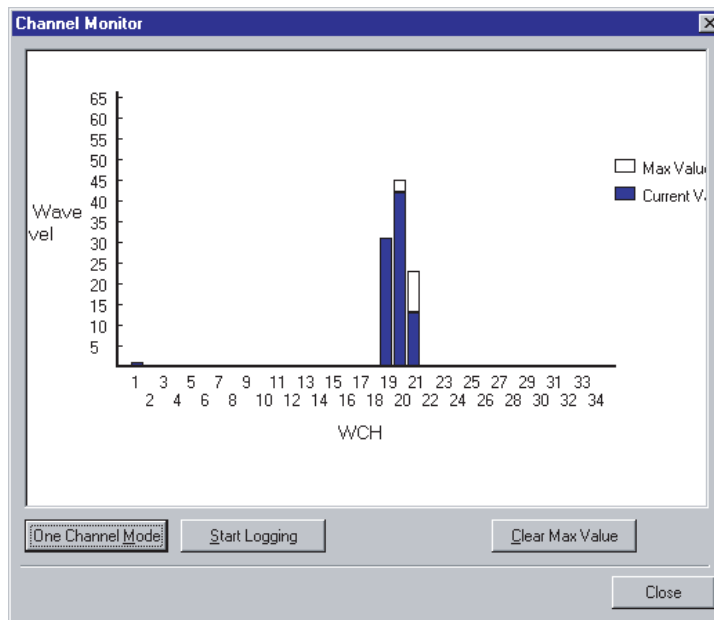 Channel Monitor
65
60
55
50
45
40
35
30
25
20
15
10
5
Wave
vel
Max Valu
Current V
1 3 5 7 9 11 13 15 17 19 21 23 25 27 29 31 33
2 4 6 8 10 12 14 16 18 20 22 24 26 28 30 32 34
WCH
One Channel Mode
Start Logging
Clear Max Value
Close